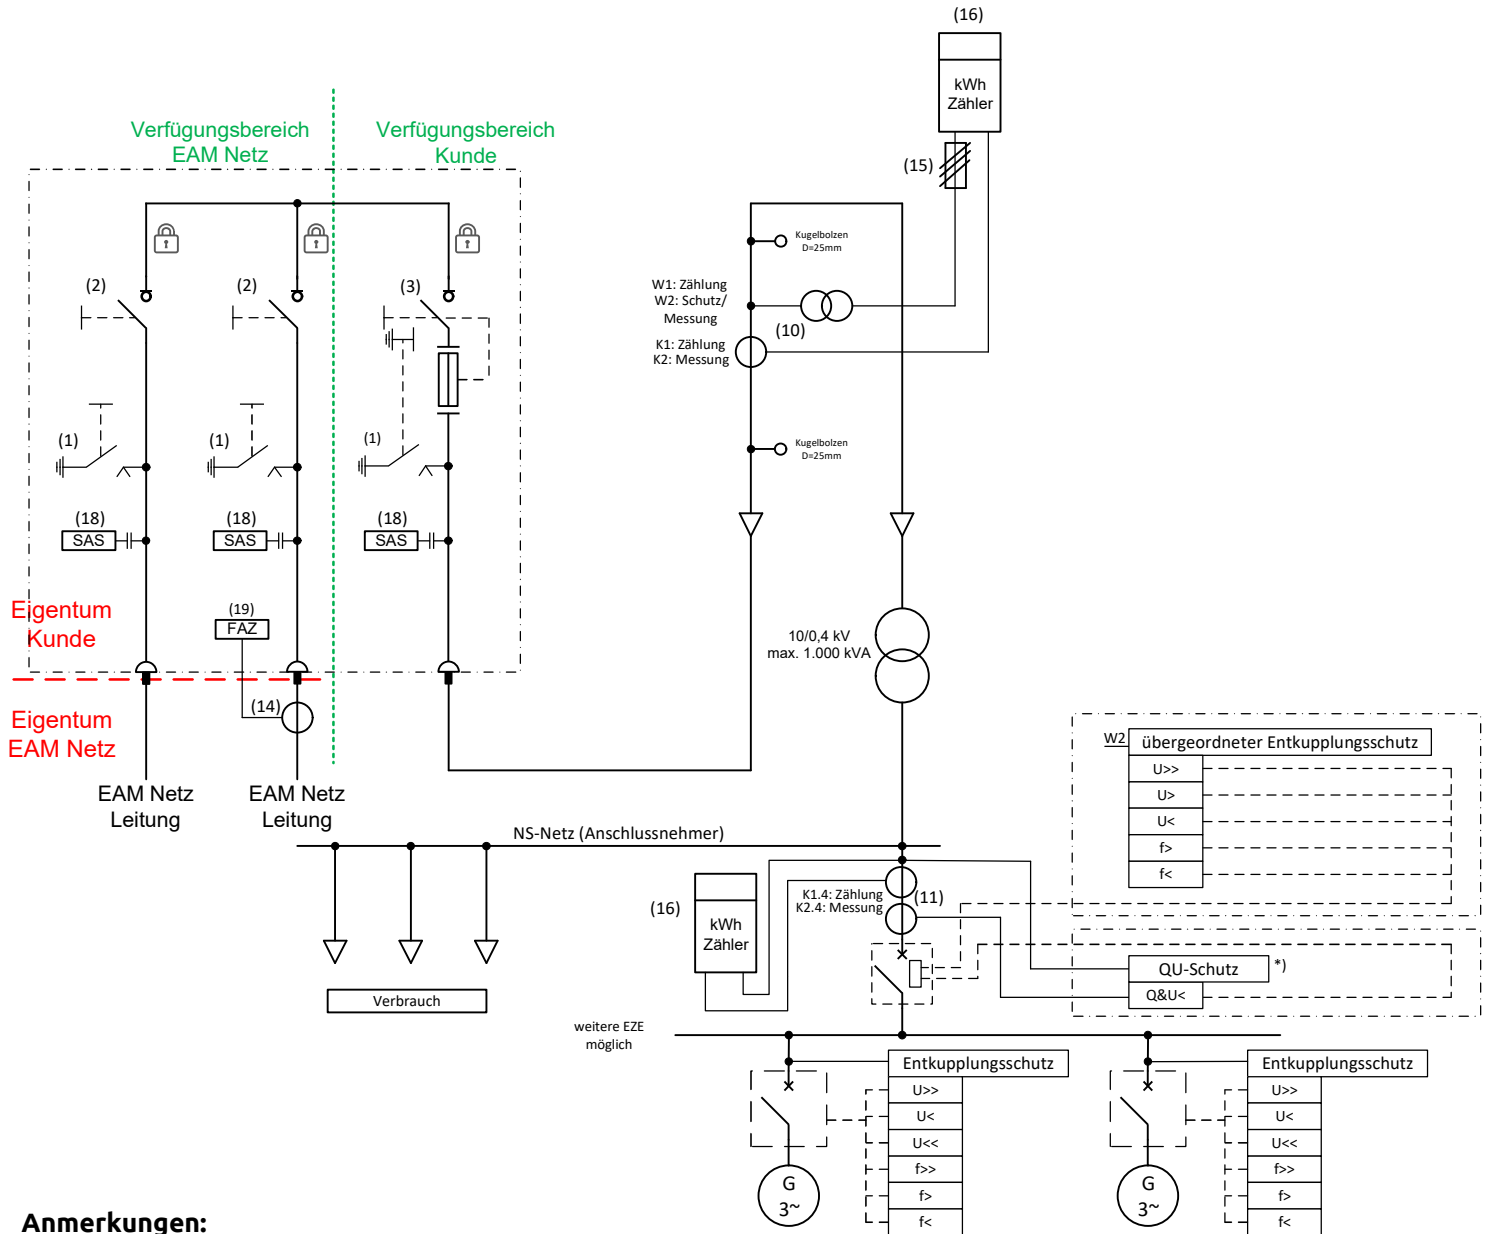 (16)
kWh
Zähler
(15)
Verfügungsbereich
EAM Netz
Verfügungsbereich
Kunde
Kugelbolzen
D=25mm
(2)
(2)
(3)
W1: Zählung
W2: Schutz/
Messung
(10)
K1: Zählung
K2: Messung
(1)
(1)
(1)
Kugelbolzen
D=25mm
(18)
SAS
(18)
SAS
(18)
SAS
Eigentum
Kunde
(19)
FAZ
10/0,4 kV
max. 1.000 kVA
(14)
Eigentum
EAM Netz
EAM Netz
Leitung
EAM Netz
Leitung
W2
übergeordneter Entkupplungsschutz
U>>
U>
U<
f>
f<
NS-Netz (Anschlussnehmer)
(16)
kWh
Zähler
K1.4: Zählung
K2.4: Messung
(11)
QU-Schutz
*)
Q&U<
Verbrauch
weitere EZE
möglich
Entkupplungsschutz
U>>
U<
U<<
f>>
f>
f<
G
3~
Entkupplungsschutz
U>>
U<
U<<
f>>
f>
f<
G
3~
Anmerkungen: